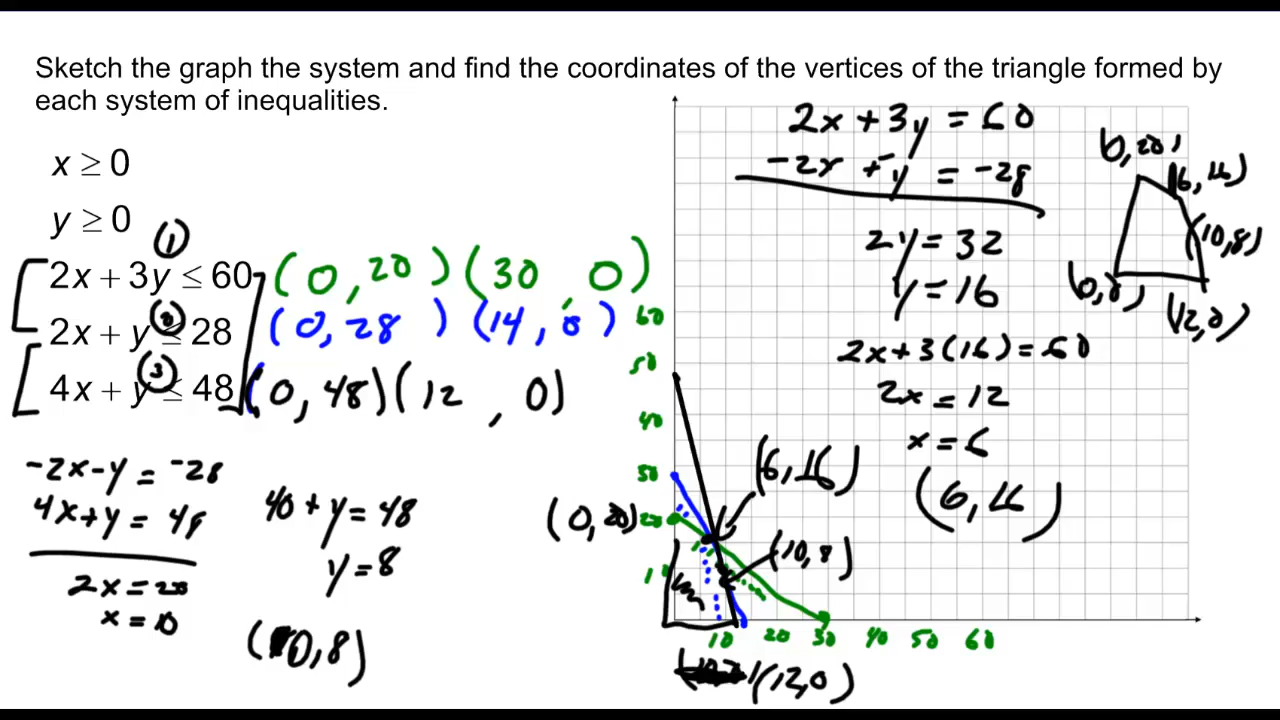 Sketch the graph the system and find the coordinates of the vertices of the triangle formed by
each system of inequalities.
x ≥ 0
y ≥ 0
(1)
2x + 3y ≤ 60 (0, 20) (30, 0)
(2)
2x + y ≤ 28 (0, 28) (14, 0)
(3)
4x + y ≤ 48 (0, 48) (12, 0)
-2x - y = -28
4x + y = 48
2x = 20
x = 10
40 + y = 48
y = 8
(10, 8)
2x + 3y = 60
-2x + -y = -28
2y = 32
y = 16
2x + 3(16) = 60
2x = 12
x = 6
(6, 16)
0, 20)
(6, 16)
(10, 8)
(0, 0)
(12, 0)
60
50
40
50
20
1
(0, 20)
(6, 16)
(10, 8)
10 20 30 40 50 60
(12, 0)